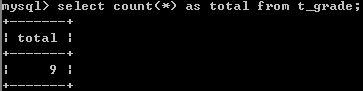 mysql> select count(*) as total from t_grade;
+-------+
| total |
+-------+
|     9 |
+-------+